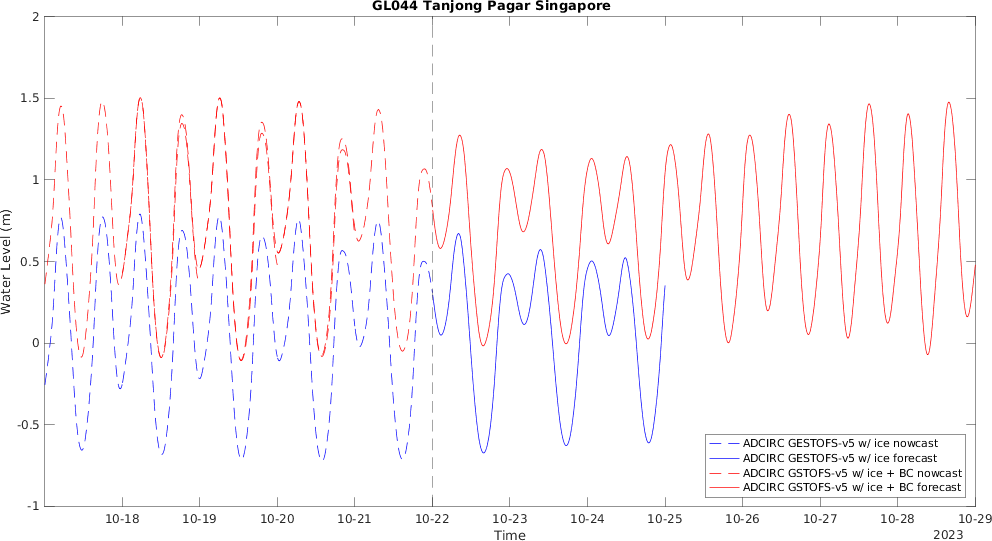 GL044 Tanjong Pagar Singapore
2
1.5
1
0.5
0
-0.5
-1
Water Level (m)
ADCIRC GESTOFS-v5 w/ ice nowcast
ADCIRC GESTOFS-v5 w/ ice forecast
ADCIRC GSTOFS-v5 w/ ice + BC nowcast
ADCIRC GSTOFS-v5 w/ ice + BC forecast
10-18 10-19 10-20 10-21 10-22 10-23 10-24 10-25 10-26 10-27 10-28 10-29
Time
2023